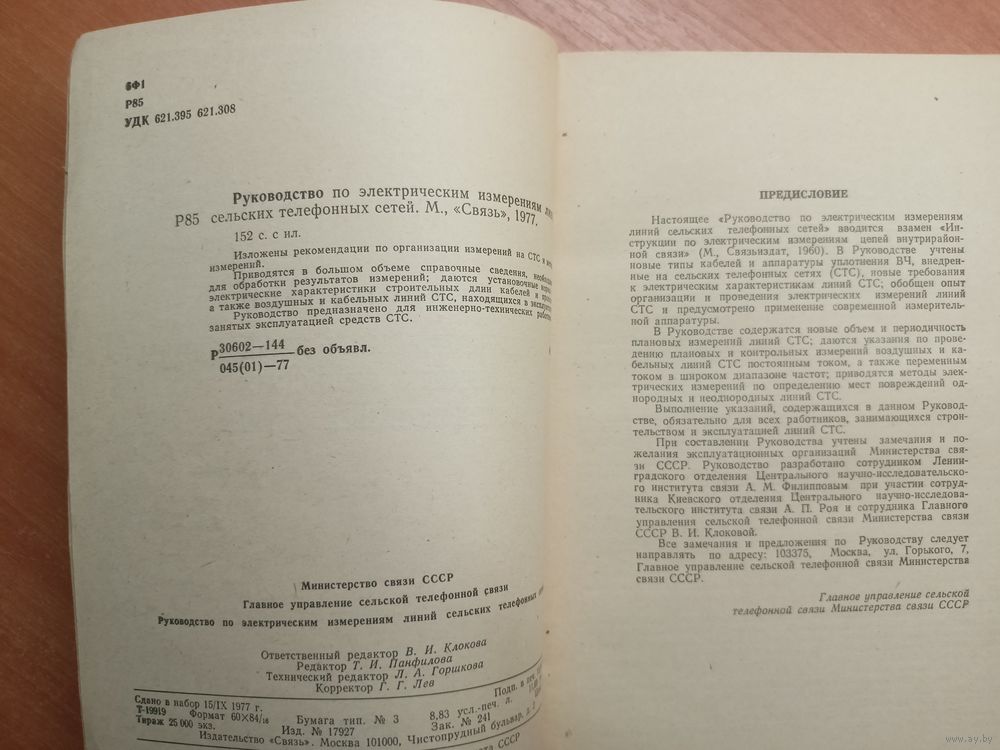 6Ф1
Р85
УДК 621.395 621.308
Руководство по электрическим измерениям
Р85 сельских телефонных сетей. М., «Связь», 1977.
152 с. с ил.
Изложены рекомендации по организации измерений на СТС и
измерений.
Приводятся в большом объеме справочные сведения,
для обработки результатов измерений; даются установочные
электрические характеристики строительных длин кабелей и
а также воздушных и кабельных линий СТС, находящихся в
Руководство предназначено для инженерно-технических
занятых эксплуатацией средств СТС.
Р 30602—144
045(01)—77 без объявл.
Министерство связи СССР
Главное управление сельской телефонной связи
Руководство по электрическим измерениям линий сельских телефонных
Ответственный редактор В. И. Клокова
Редактор Т. И. Панфилова
Технический редактор Л. А. Горшкова
Корректор Г. Г. Лев
Сдано в набор 15/IX 1977 г. Подп. в печ.
Т-19919 Формат 60×84/16 Бумага тип. № 3 8,83 усл.-печ. л.
Тираж 25 000 экз. Изд. № 17927 Зак. № 241
Издательство «Связь». Москва 101000, Чистопрудный бульвар, д. 2
СССР
ПРЕДИСЛОВИЕ
Настоящее «Руководство по электрическим измерениям
линий сельских телефонных сетей» вводится взамен «Ин-
струкции по электрическим измерениям цепей внутрирайон-
ной связи» (М., Связьиздат, 1960). В Руководстве учтены
новые типы кабелей и аппаратуры уплотнения ВЧ, внедрен-
ные на сельских телефонных сетях (СТС), новые требования
к электрическим характеристикам линий СТС; обобщен опыт
организации и проведения электрических измерений линий
СТС и предусмотрено применение современной измеритель-
ной аппаратуры.
В Руководстве содержатся новые объем и периодичность
плановых измерений линий СТС; даются указания по прове-
дению плановых и контрольных измерений воздушных и ка-
бельных линий СТС постоянным током, а также переменным
током в широком диапазоне частот; приводятся методы элек-
трических измерений по определению мест повреждений од-
нородных и неоднородных линий СТС.
Выполнение указаний, содержащихся в данном Руковод-
стве, обязательно для всех работников, занимающихся строи-
тельством и эксплуатацией линий СТС.
При составлении Руководства учтены замечания и по-
желания эксплуатационных организаций Министерства свя-
зи СССР. Руководство разработано сотрудником Ленин-
градского отделения Центрального научно-исследовательско-
го института связи А. М. Филипповым при участии сотруд-
ника Киевского отделения Центрального научно-исследова-
тельского института связи А. П. Роя и сотрудника Главного
управления сельской телефонной связи Министерства связи
СССР В. И. Клоковой.
Все замечания и предложения по Руководству следует
направлять по адресу: 103375, Москва, ул. Горького, 7,
Главное управление сельской телефонной связи Министерства
связи СССР.
Главное управление сельской
телефонной связи Министерства связи СССР
www.ay.by